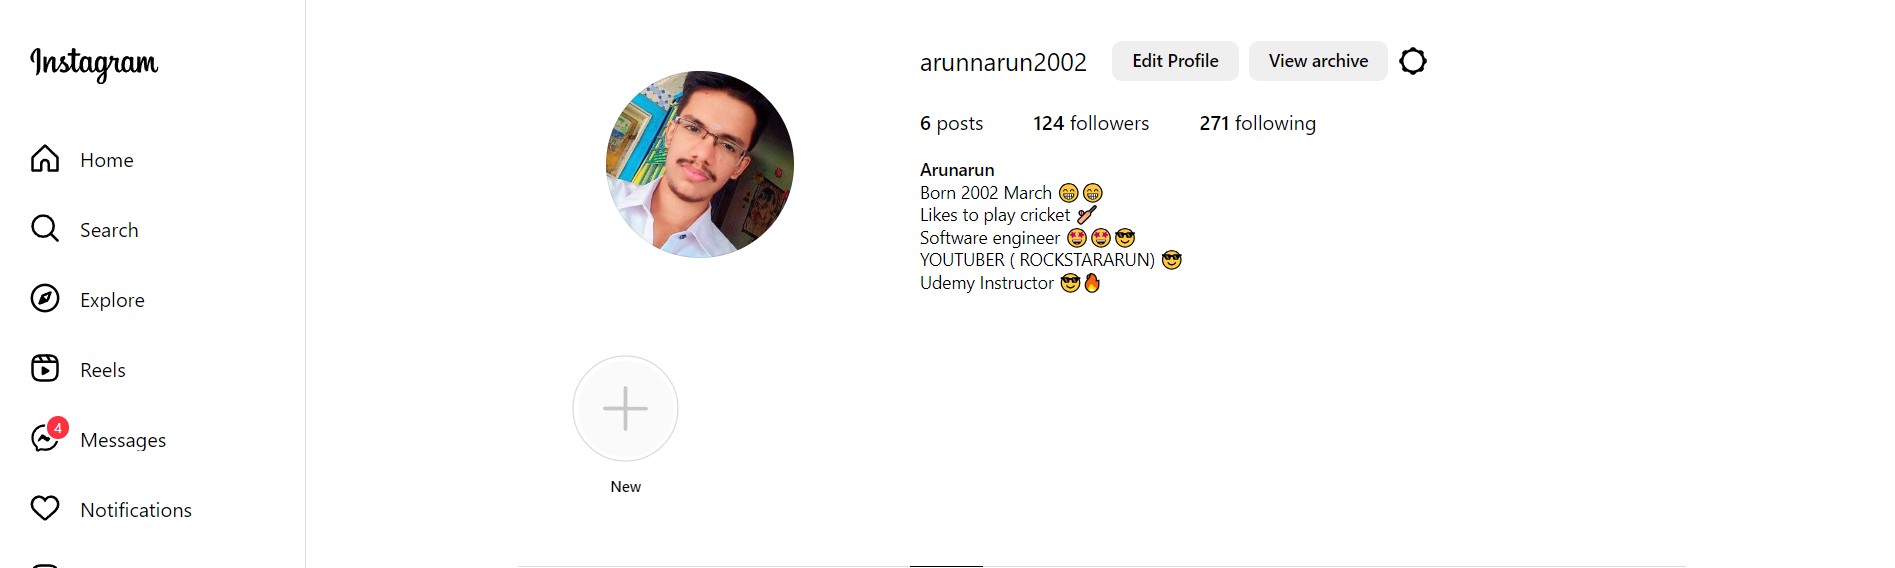 Instagram
Home
Search
Explore
Reels
4
Messages
Notifications
arunnarun2002 Edit Profile View archive
6 posts 124 followers 271 following
Arunarun
Born 2002 March 😁😁
Likes to play cricket 🏏
Software engineer 🤩🤩😎
YOUTUBER ( ROCKSTARARUN) 😎
Udemy Instructor 😎🔥
New